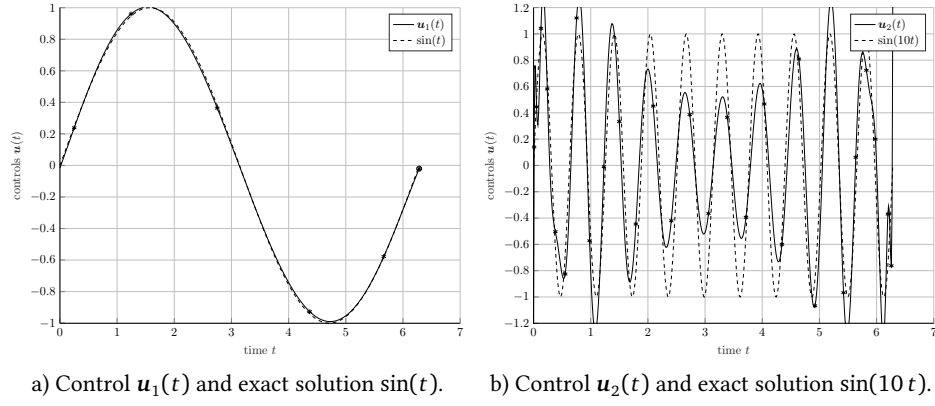 1
0.8
0.6
0.4
0.2
0
−0.2
−0.4
−0.6
−0.8
−1
0 1 2 3 4 5 6 7
controls u(t)
time t
u₁(t)
sin(t)
1.2
1
0.8
0.6
0.4
0.2
0
−0.2
−0.4
−0.6
−0.8
−1
−1.2
0 1 2 3 4 5 6 7
controls u(t)
time t
u₂(t)
sin(10t)
a) Control u₁(t) and exact solution sin(t).
b) Control u₂(t) and exact solution sin(10 t).